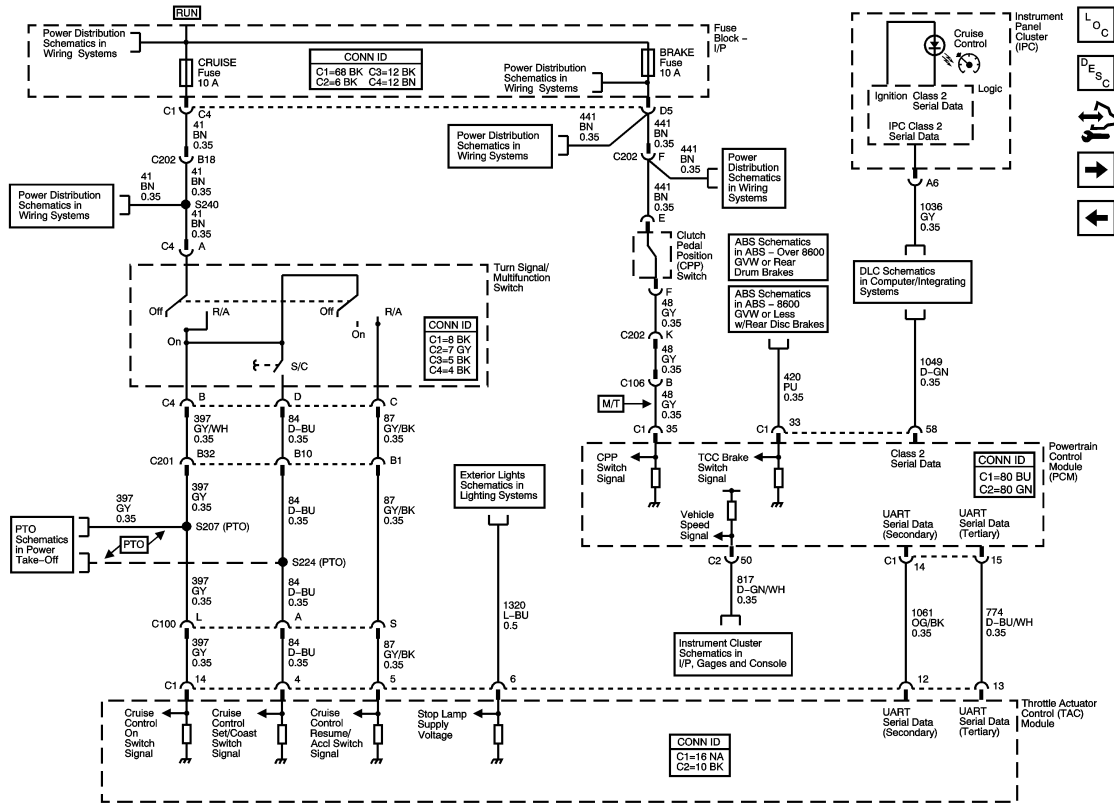 RUN
Power Distribution
Schematics in
Wiring Systems
CRUISE
Fuse
10 A
CONN ID
C1=68 BK C3=12 BK
C2=6 BK C4=12 BN
Power Distribution
Schematics in
Wiring Systems
BRAKE
Fuse
10 A
Fuse
Block –
I/P
Instrument
Panel
Cluster
(IPC)
Cruise
Control
Ignition Class 2
Serial Data
Logic
IPC Class 2
Serial Data
LOC
DESC
C1 C4
41
BN
0.35
C202 B18
41
BN
0.35
41
BN
0.35
Power Distribution
Schematics in
Wiring Systems
S240
41
BN
0.35
C4 A
D5
441
BN
0.35
441
BN
0.35
Power Distribution
Schematics
in Wiring Systems
C202 F
441
BN
0.35
Power
Distribution
Schematics
in Wiring
Systems
441
BN
0.35
E
Clutch
Pedal
Position
(CPP)
Switch
F
48
GY
0.35
C202 K
48
GY
0.35
C106 B
M/T
48
GY
0.35
C1 35
ABS Schematics
in ABS – Over 8600
GVW or Rear
Drum Brakes
ABS Schematics
in ABS – 8600
GVW or Less
w/Rear Disc Brakes
420
PU
0.35
C1 33
A6
1036
GY
0.35
DLC Schematics
in Computer/Integrating
Systems
1049
D–GN
0.35
58
Turn Signal/
Multifunction
Switch
Off
R/A
On
Off
On
R/A
S/C
CONN ID
C1=8 BK
C2=7 GY
C3=5 BK
C4=4 BK
C4 B D C
397
GY/WH
0.35
84
D–BU
0.35
87
GY/BK
0.35
C201 B32 B10 B1
397
GY
0.35
397
GY
0.35
84
D–BU
0.35
87
GY/BK
0.35
PTO
Schematics
in Power
Take–Off
PTO
S207 (PTO)
S224 (PTO)
397
GY
0.35
84
D–BU
0.35
C100 L A S
397
GY
0.35
84
D–BU
0.35
87
GY/BK
0.35
C1 14 4 5 6
Exterior Lights
Schematics in
Lighting Systems
1320
L–BU
0.5
CPP
Switch
Signal
TCC Brake
Switch
Signal
Class 2
Serial Data
CONN ID
C1=80 BU
C2=80 GN
Powertrain
Control
Module
(PCM)
Vehicle
Speed
Signal
UART
Serial Data
(Secondary)
UART
Serial Data
(Tertiary)
C2 50
C1 14 15
817
D–GN/WH
0.35
Instrument Cluster
Schematics in
I/P, Gages and Console
1061
OG/BK
0.35
774
D–BU/WH
0.35
12 13
Cruise
Control
On
Switch
Signal
Cruise
Control
Set/Coast
Switch
Signal
Cruise
Control
Resume/
Accl Switch
Signal
Stop Lamp
Supply
Voltage
UART
Serial Data
(Secondary)
UART
Serial Data
(Tertiary)
Throttle Actuator
Control (TAC)
Module
CONN ID
C1=16 NA
C2=10 BK